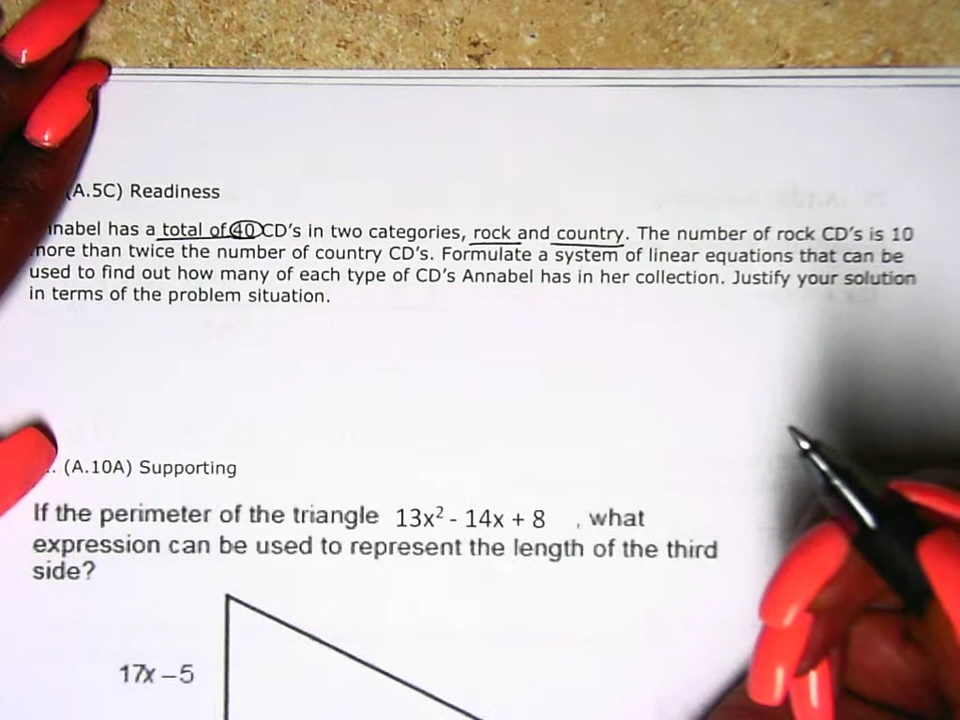 (A.5C) Readiness
nnabel has a total of 40 CD's in two categories, rock and country. The number of rock CD's is 10
more than twice the number of country CD's. Formulate a system of linear equations that can be
used to find out how many of each type of CD's Annabel has in her collection. Justify your solution
in terms of the problem situation.
. (A.10A) Supporting
If the perimeter of the triangle 13x² - 14x + 8 , what
expression can be used to represent the length of the third
side?
17x – 5